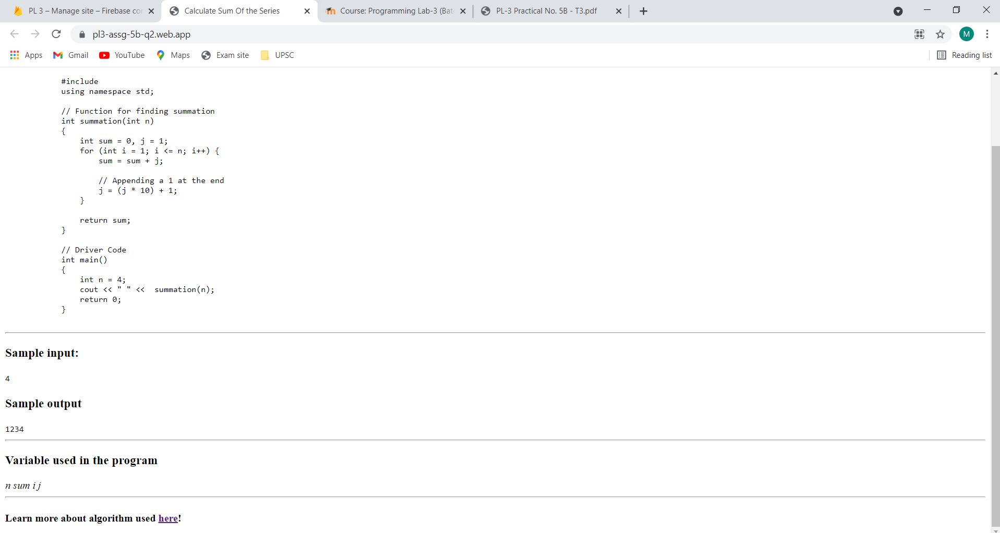 PL 3 – Manage site – Firebase con
Calculate Sum Of the Series
Course: Programming Lab-3 (Bat
PL-3 Practical No. 5B - T3.pdf
pl3-assg-5b-q2.web.app
M
Apps
Gmail
YouTube
Maps
Exam site
UPSC
Reading list
#include
using namespace std;
// Function for finding summation
int summation(int n)
{
    int sum = 0, j = 1;
    for (int i = 1; i <= n; i++) {
        sum = sum + j;
        // Appending a 1 at the end
        j = (j * 10) + 1;
    }
    return sum;
}
// Driver Code
int main()
{
    int n = 4;
    cout << " " <<  summation(n);
    return 0;
}
Sample input:
4
Sample output
1234
Variable used in the program
n sum i j
Learn more about algorithm used here!